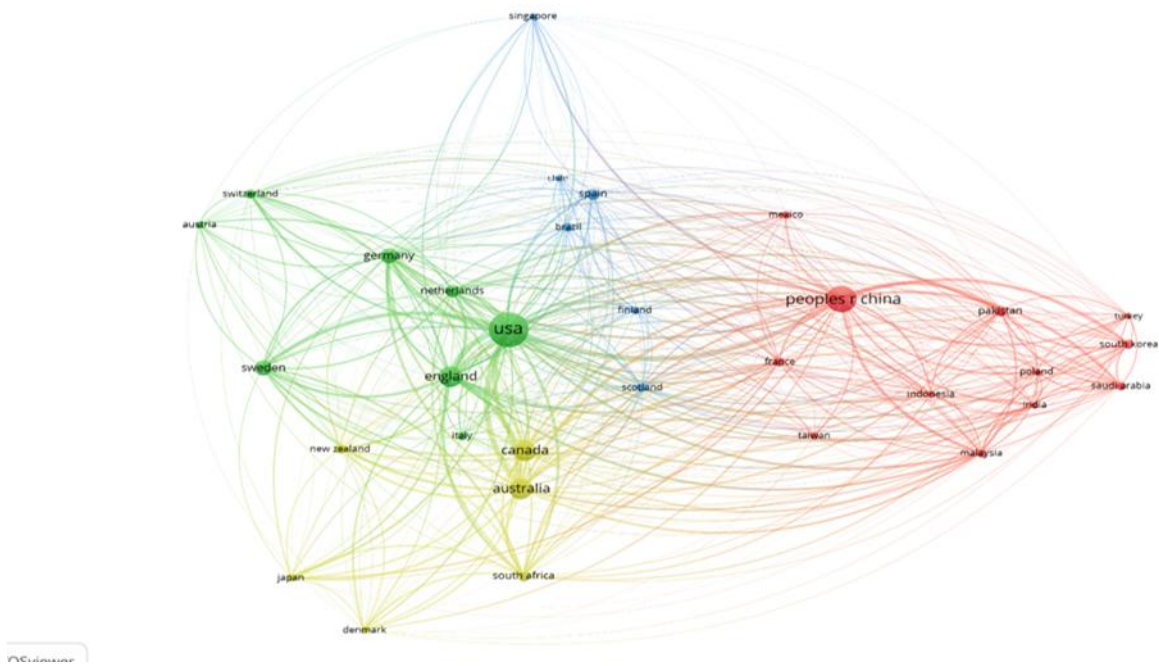 singapore
switzerland
spain
austria
brazil
mexico
germany
netherlands
peoples r china
finland
pakistan
turkey
usa
south korea
france
sweden
england
poland
scotland
saudi arabia
indonesia
india
italy
taiwan
new zealand
canada
malaysia
australia
japan
south africa
denmark